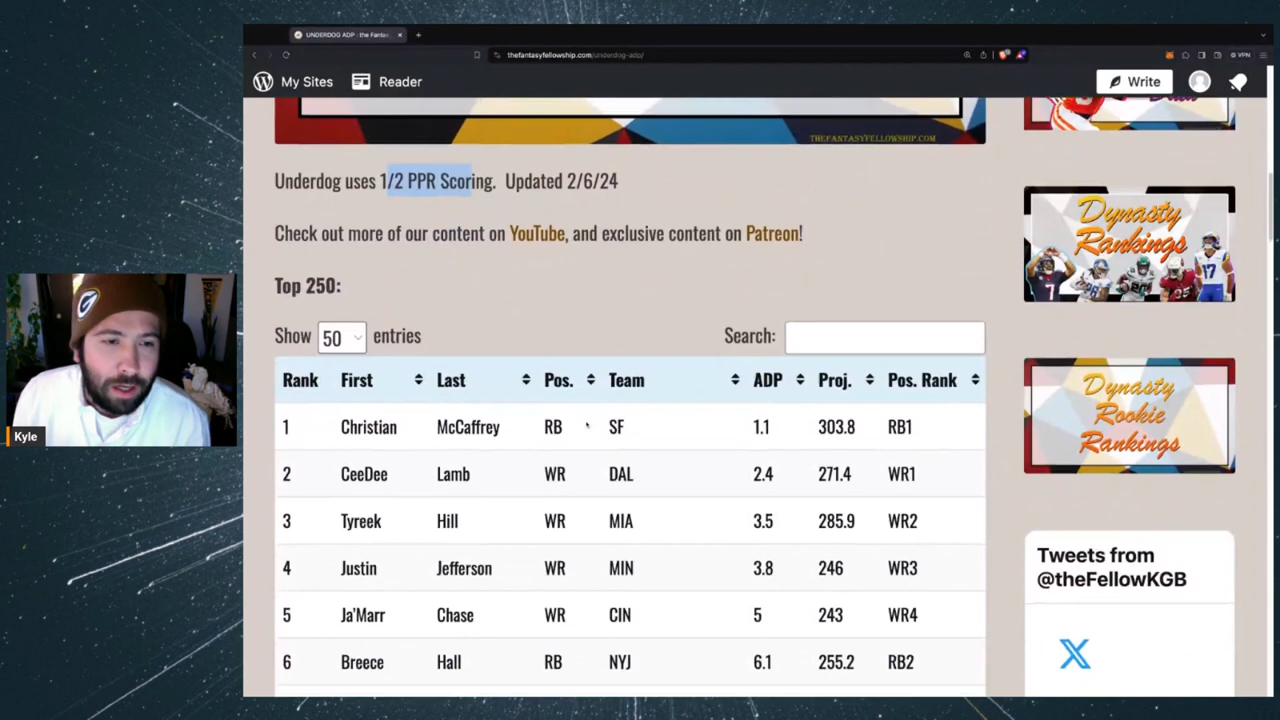 UNDERDOG ADP : the Fantas
thefantasyfellowship.com/underdog-adp/
VPN
My Sites
Reader
Write
THEFANTASYFELLOWSHIP.COM
Underdog uses 1/2 PPR Scoring. Updated 2/6/24
Check out more of our content on YouTube, and exclusive content on Patreon!
Top 250:
Show 50 entries
Search:
Rank First Last Pos. Team ADP Proj. Pos. Rank
1 Christian McCaffrey RB SF 1.1 303.8 RB1
2 CeeDee Lamb WR DAL 2.4 271.4 WR1
3 Tyreek Hill WR MIA 3.5 285.9 WR2
4 Justin Jefferson WR MIN 3.8 246 WR3
5 Ja'Marr Chase WR CIN 5 243 WR4
6 Breece Hall RB NYJ 6.1 255.2 RB2
Dynasty
Rankings
7
17
Dynasty
Rookie
Rankings
Tweets from
@theFellowKGB
X
Kyle